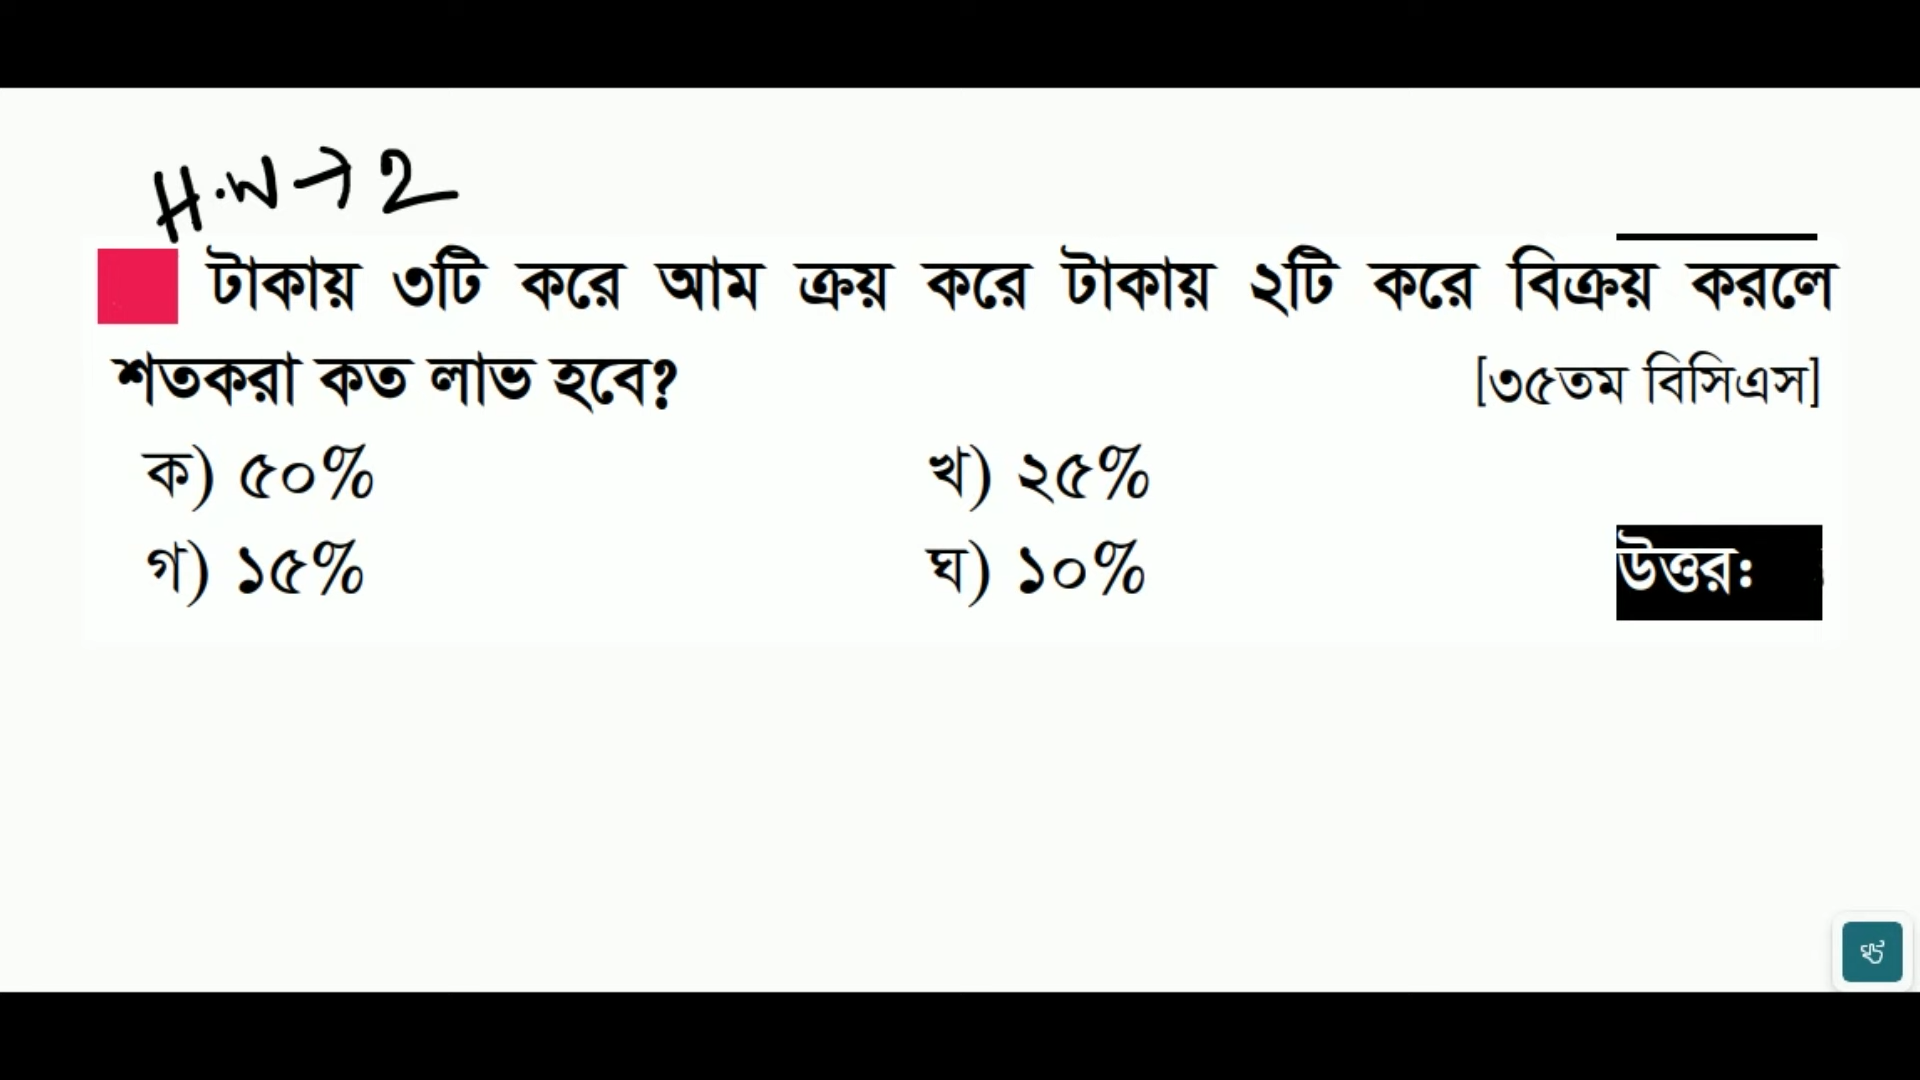 H.W→2
টাকায় ৩টি করে আম ক্রয় করে টাকায় ২টি করে বিক্রয় করলে
শতকরা কত লাভ হবে? [৩৫তম বিসিএস]
ক) ৫০% খ) ২৫%
গ) ১৫% ঘ) ১০% উত্তর: